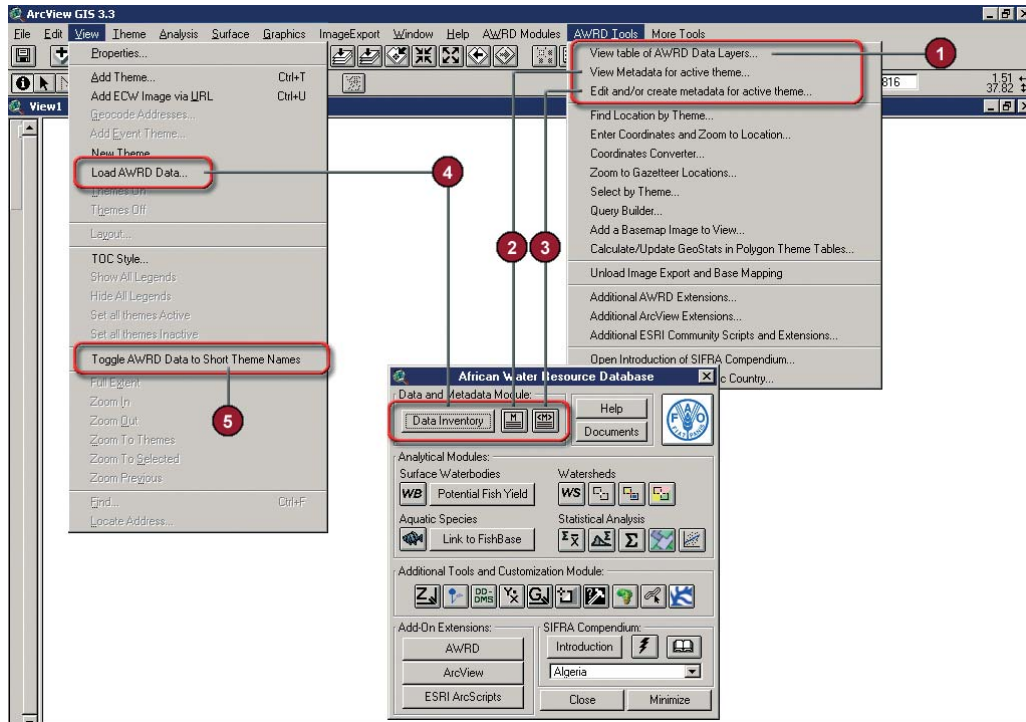 ArcView GIS 3.3
File Edit View Theme Analysis Surface Graphics ImageExport Window Help AWRD Modules AWRD Tools More Tools
View1
816
1.51
37.82
Properties...
Add Theme... Ctrl+T
Add ECW Image via URL Ctrl+U
Geocode Addresses...
Add Event Theme...
New Theme...
Load AWRD Data...
Themes On
Themes Off
Layout...
TOC Style...
Show All Legends
Hide All Legends
Set all themes Active
Set all themes Inactive
Toggle AWRD Data to Short Theme Names
Full Extent
Zoom In
Zoom Out
Zoom To Themes
Zoom To Selected
Zoom Previous
Find... Ctrl+F
Locate Address...
View table of AWRD Data Layers...
View Metadata for active theme...
Edit and/or create metadata for active theme...
Find Location by Theme...
Enter Coordinates and Zoom to Location...
Coordinates Converter...
Zoom to Gazetteer Locations...
Select by Theme...
Query Builder...
Add a Basemap Image to View...
Calculate/Update GeoStats in Polygon Theme Tables...
Unload Image Export and Base Mapping
Additional AWRD Extensions...
Additional ArcView Extensions...
Additional ESRI Community Scripts and Extensions...
Open Introduction of SIFRA Compendium...
c Country...
1
2
3
4
5
African Water Resource Database
Data and Metadata Module:
Data Inventory M <M>
Help
Documents
FAO
FIAT PANIS
Analytical Modules:
Surface Waterbodies
WB Potential Fish Yield
Watersheds
WS
Aquatic Species
Link to FishBase
Statistical Analysis
Σx̄ Σ Σ
Additional Tools and Customization Module:
Z DD-DMS Y X G
Add-On Extensions:
AWRD
ArcView
ESRI ArcScripts
SIFRA Compendium:
Introduction
Algeria
Close Minimize